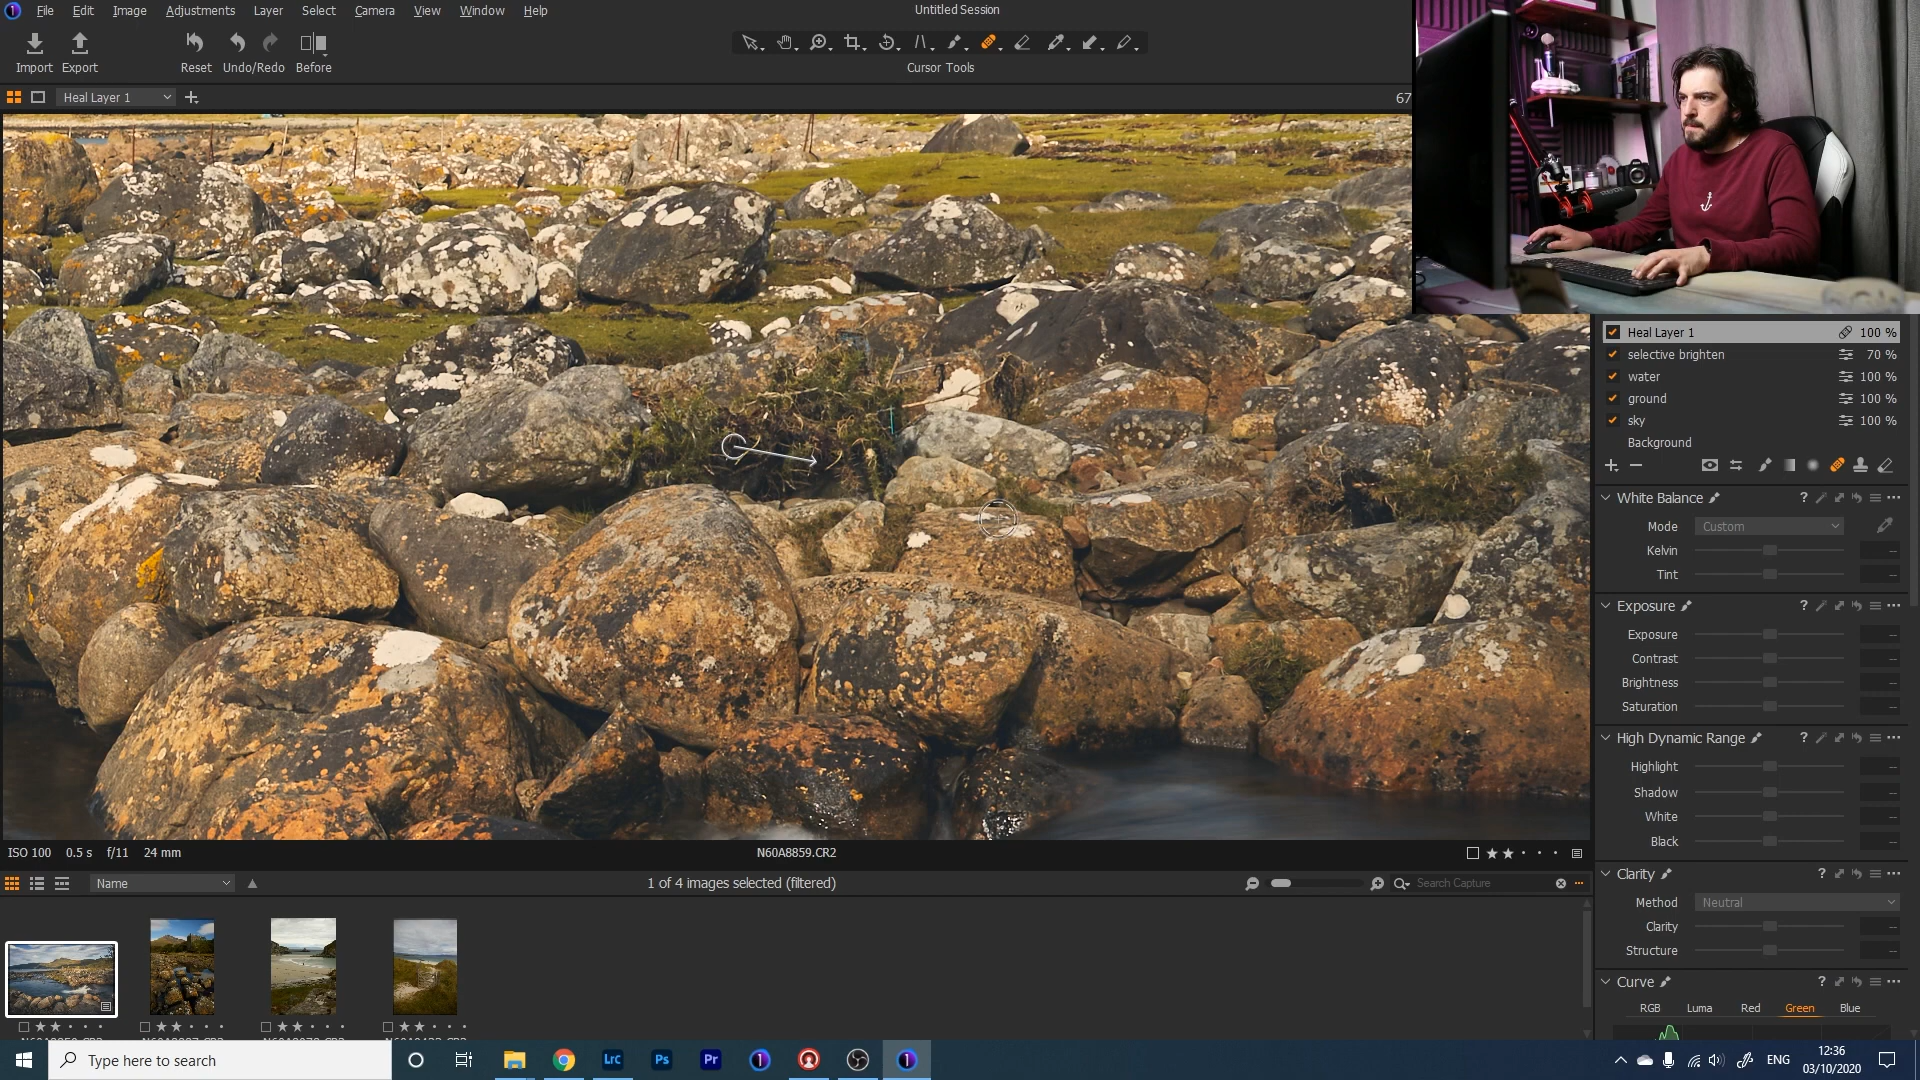 File Edit Image Adjustments Layer Select Camera View Window Help
Untitled Session
Import Export Reset Undo/Redo Before
Cursor Tools
Heal Layer 1
67
Heal Layer 1 100 %
selective brighten 70 %
water 100 %
ground 100 %
sky 100 %
Background
White Balance
Mode Custom
Kelvin
Tint
Exposure
Exposure
Contrast
Brightness
Saturation
High Dynamic Range
Highlight
Shadow
White
Black
Clarity
Method Neutral
Clarity
Structure
Curve
RGB Luma Red Green Blue
ISO 100 0.5 s f/11 24 mm
N60A8859.CR2
Name
1 of 4 images selected (filtered)
Search Capture
Type here to search
Lrc Ps Pr
ENG
12:36
03/10/2020